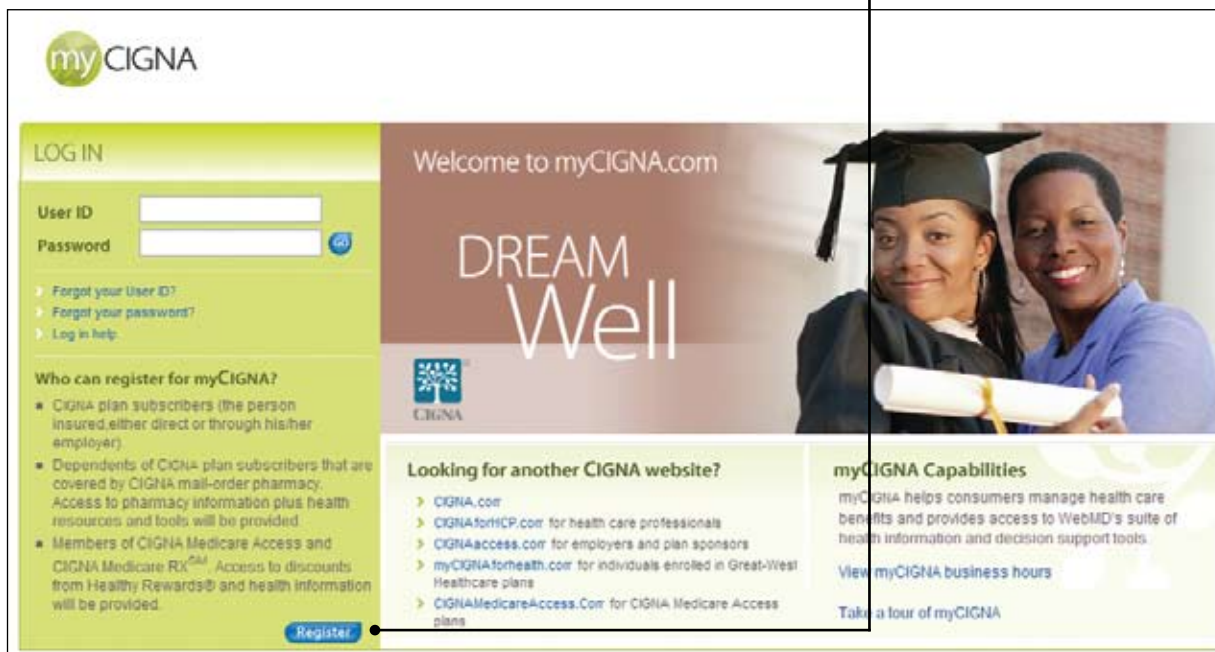 my CIGNA
LOG IN
User ID
Password
GO
Forgot your User ID?
Forgot your password?
Log in help
Who can register for myCIGNA?
CIGNA plan subscribers (the person
insured,either direct or through his/her
employer).
Dependents of CIGNA plan subscribers that are
covered by CIGNA mail-order pharmacy.
Access to pharmacy information plus health
resources and tools will be provided.
Members of CIGNA Medicare Access and
CIGNA Medicare RX℠. Access to discounts
from Healthy Rewards® and health information
will be provided.
Register
Welcome to myCIGNA.com
DREAM
Well
CIGNA
Looking for another CIGNA website?
CIGNA.com
CIGNAforHCP.com for health care professionals
CIGNAaccess.com for employers and plan sponsors
myCIGNAforhealth.com for individuals enrolled in Great-West
Healthcare plans
CIGNAMedicareAccess.Com for CIGNA Medicare Access
plans
myCIGNA Capabilities
myCIGNA helps consumers manage health care
benefits and provides access to WebMD's suite of
health information and decision support tools.
View myCIGNA business hours
Take a tour of myCIGNA